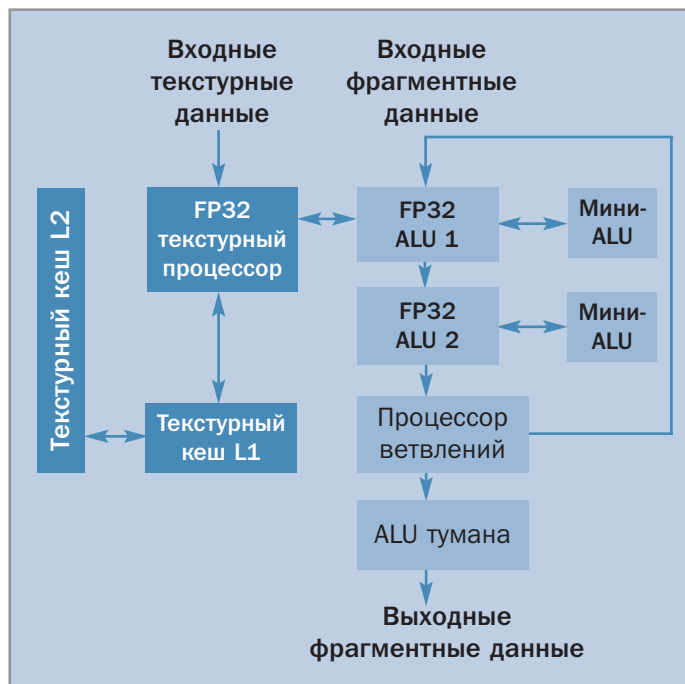 Входные
текстурные
данные
Входные
фрагментные
данные
Текстурный кеш L2
FP32
текстурный
процессор
FP32
ALU 1
Мини-
ALU
FP32
ALU 2
Мини-
ALU
Текстурный
кеш L1
Процессор
ветвлений
ALU тумана
Выходные
фрагментные данные